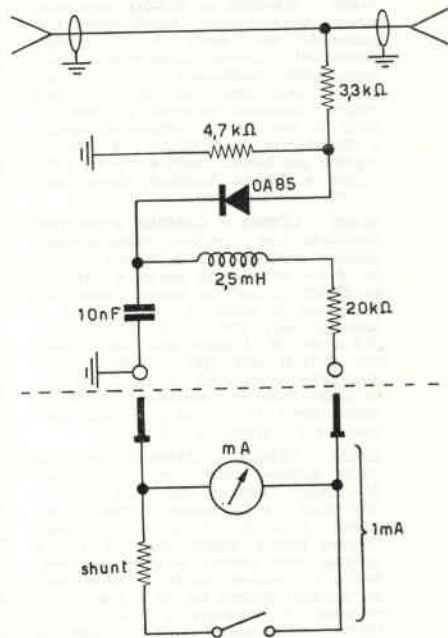 3,3kΩ
4,7kΩ
OA85
2,5mH
10nF
20kΩ
mA
1mA
shunt